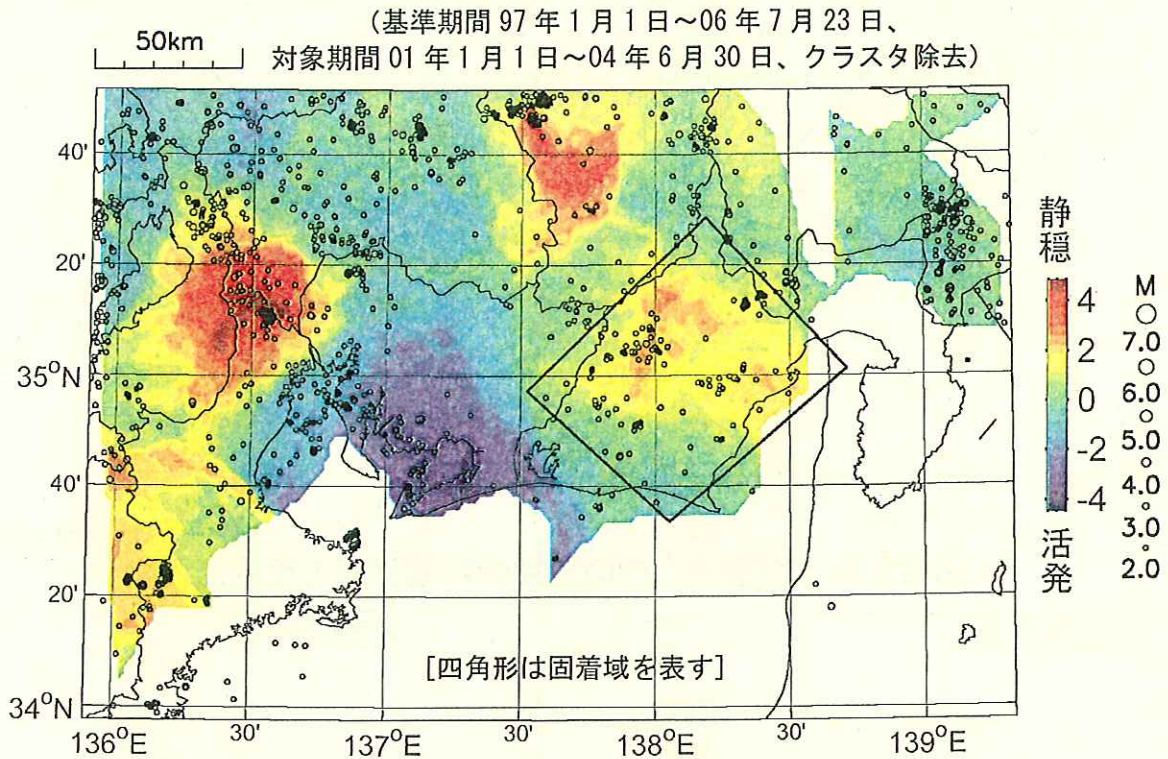 (基準期間 97 年 1 月 1 日～06 年 7 月 23 日、
対象期間 01 年 1 月 1 日～04 年 6 月 30 日、クラスタ除去)
50km
40'
20'
35°N
40'
20'
34°N
136°E
30'
137°E
30'
138°E
30'
139°E
[四角形は固着域を表す]
静穏
4
2
0
-2
-4
活発
M
7.0
6.0
5.0
4.0
3.0
2.0